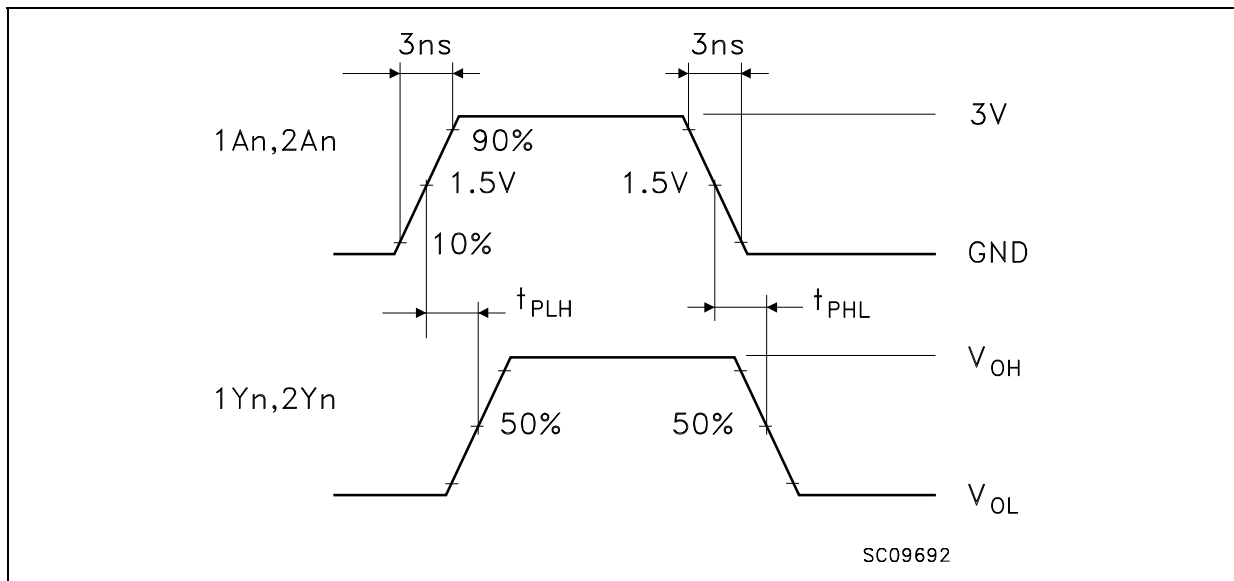 3ns 3ns
3V
1An,2An
90%
1.5V 1.5V
10%
GND
tPLH tPHL
VOH
1Yn,2Yn
50% 50%
VOL
SC09692